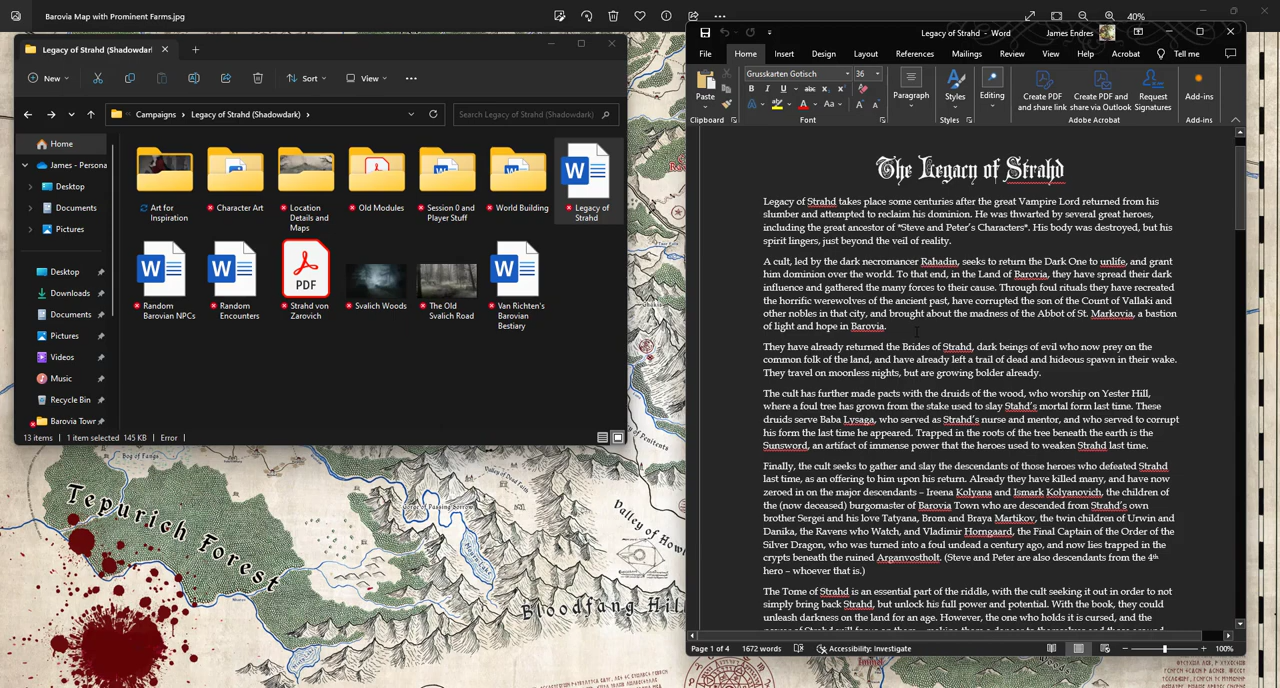 Barovia Map with Prominent Farms.jpg
40%
Legacy of Strahd (Shadowdar
New
Sort
View
Campaigns > Legacy of Strahd (Shadowdark) >
Search Legacy of Strahd (Shadowdark)
Home
James - Persona
Desktop
Documents
Pictures
Desktop
Downloads
Documents
Pictures
Videos
Music
Recycle Bin
Barovia Town
Art for Inspiration
Character Art
Location Details and Maps
Old Modules
Session 0 and Player Stuff
World Building
Legacy of Strahd
Random Barovian NPCs
Random Encounters
Strahd von Zarovich
Svalich Woods
The Old Svalich Road
Van Richten's Barovian Bestiary
PDF
13 items
1 item selected 145 KB
Error
Legacy of Strahd - Word
James Endres
File Home Insert Design Layout References Mailings Review View Help Acrobat Tell me
Paste
Clipboard
Grusskarten Gotisch
36
Font
Paragraph
Styles
Styles
Editing
Create PDF and share link
Create PDF and share via Outlook
Request Signatures
Adobe Acrobat
Add-ins
Add-ins
The Legacy of Strahd
Legacy of Strahd takes place some centuries after the great Vampire Lord returned from his
slumber and attempted to reclaim his dominion. He was thwarted by several great heroes,
including the great ancestor of *Steve and Peter's Characters*. His body was destroyed, but his
spirit lingers, just beyond the veil of reality.
A cult, led by the dark necromancer Rahadin, seeks to return the Dark One to unlife, and grant
him dominion over the world. To that end, in the Land of Barovia, they have spread their dark
influence and gathered the many forces to their cause. Through foul rituals they have recreated
the horrific werewolves of the ancient past, have corrupted the son of the Count of Vallaki and
other nobles in that city, and brought about the madness of the Abbot of St. Markovia, a bastion
of light and hope in Barovia.
They have already returned the Brides of Strahd, dark beings of evil who now prey on the
common folk of the land, and have already left a trail of dead and hideous spawn in their wake.
They travel on moonless nights, but are growing bolder already.
The cult has further made pacts with the druids of the wood, who worship on Yester Hill,
where a foul tree has grown from the stake used to slay Stahd's mortal form last time. These
druids serve Baba Lysaga, who served as Strahd's nurse and mentor, and who served to corrupt
his form the last time he appeared. Trapped in the roots of the tree beneath the earth is the
Sunsword, an artifact of immense power that the heroes used to weaken Strahd last time.
Finally, the cult seeks to gather and slay the descendants of those heroes who defeated Strahd
last time, as an offering to him upon his return. Already they have killed many, and have now
zeroed in on the major descendants – Ireena Kolyana and Ismark Kolyanovich, the children of
the (now deceased) burgomaster of Barovia Town who are descended from Strahd's own
brother Sergei and his love Tatyana, Brom and Braya Martikov, the twin children of Urwin and
Danika, the Ravens who Watch, and Vladimir Horngaard, the Final Captain of the Order of the
Silver Dragon, who was turned into a foul undead a century ago, and now lies trapped in the
crypts beneath the ruined Arganvostholt. (Steve and Peter are also descendants from the 4th
hero – whoever that is.)
The Tome of Strahd is an essential part of the riddle, with the cult seeking it out in order to not
simply bring back Strahd, but unlock his full power and potential. With the book, they could
unleash darkness on the land for an age. However, the one who holds it is cursed, and the
Page 1 of 4
1672 words
Accessibility: Investigate
100%
Bog of Fangs
Tepurich Forest
Gorge of Passing Sorrow
Valley of How
Bloodfang Hil